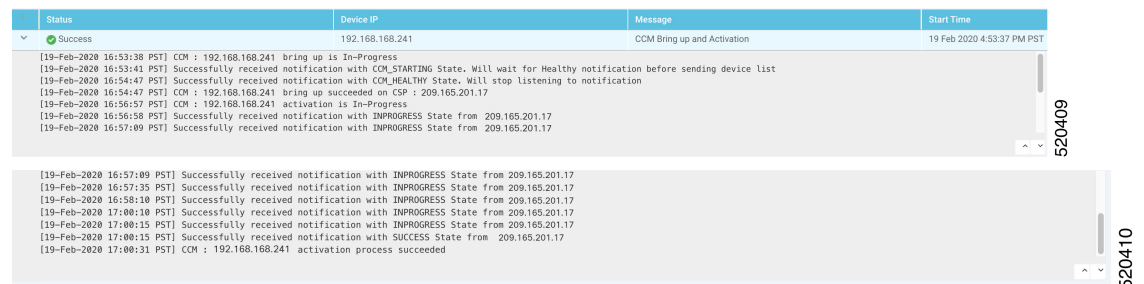 Status Device IP Message Start Time
Success 192.168.168.241 CCM Bring up and Activation 19 Feb 2020 4:53:37 PM PST
[19-Feb-2020 16:53:38 PST] CCM : 192.168.168.241 bring up is In-Progress
[19-Feb-2020 16:53:41 PST] Successfully received notification with CCM_STARTING State. Will wait for Healthy notification before sending device list
[19-Feb-2020 16:54:47 PST] Successfully received notification with CCM_HEALTHY State. Will stop listening to notification
[19-Feb-2020 16:54:47 PST] CCM : 192.168.168.241 bring up succeeded on CSP : 209.165.201.17
[19-Feb-2020 16:56:57 PST] CCM : 192.168.168.241 activation is In-Progress
[19-Feb-2020 16:56:58 PST] Successfully received notification with INPROGRESS State from 209.165.201.17
[19-Feb-2020 16:57:09 PST] Successfully received notification with INPROGRESS State from 209.165.201.17
520409
[19-Feb-2020 16:57:09 PST] Successfully received notification with INPROGRESS State from 209.165.201.17
[19-Feb-2020 16:57:35 PST] Successfully received notification with INPROGRESS State from 209.165.201.17
[19-Feb-2020 16:58:10 PST] Successfully received notification with INPROGRESS State from 209.165.201.17
[19-Feb-2020 17:00:10 PST] Successfully received notification with INPROGRESS State from 209.165.201.17
[19-Feb-2020 17:00:15 PST] Successfully received notification with INPROGRESS State from 209.165.201.17
[19-Feb-2020 17:00:15 PST] Successfully received notification with SUCCESS State from 209.165.201.17
[19-Feb-2020 17:00:31 PST] CCM : 192.168.168.241 activation process succeeded
520410